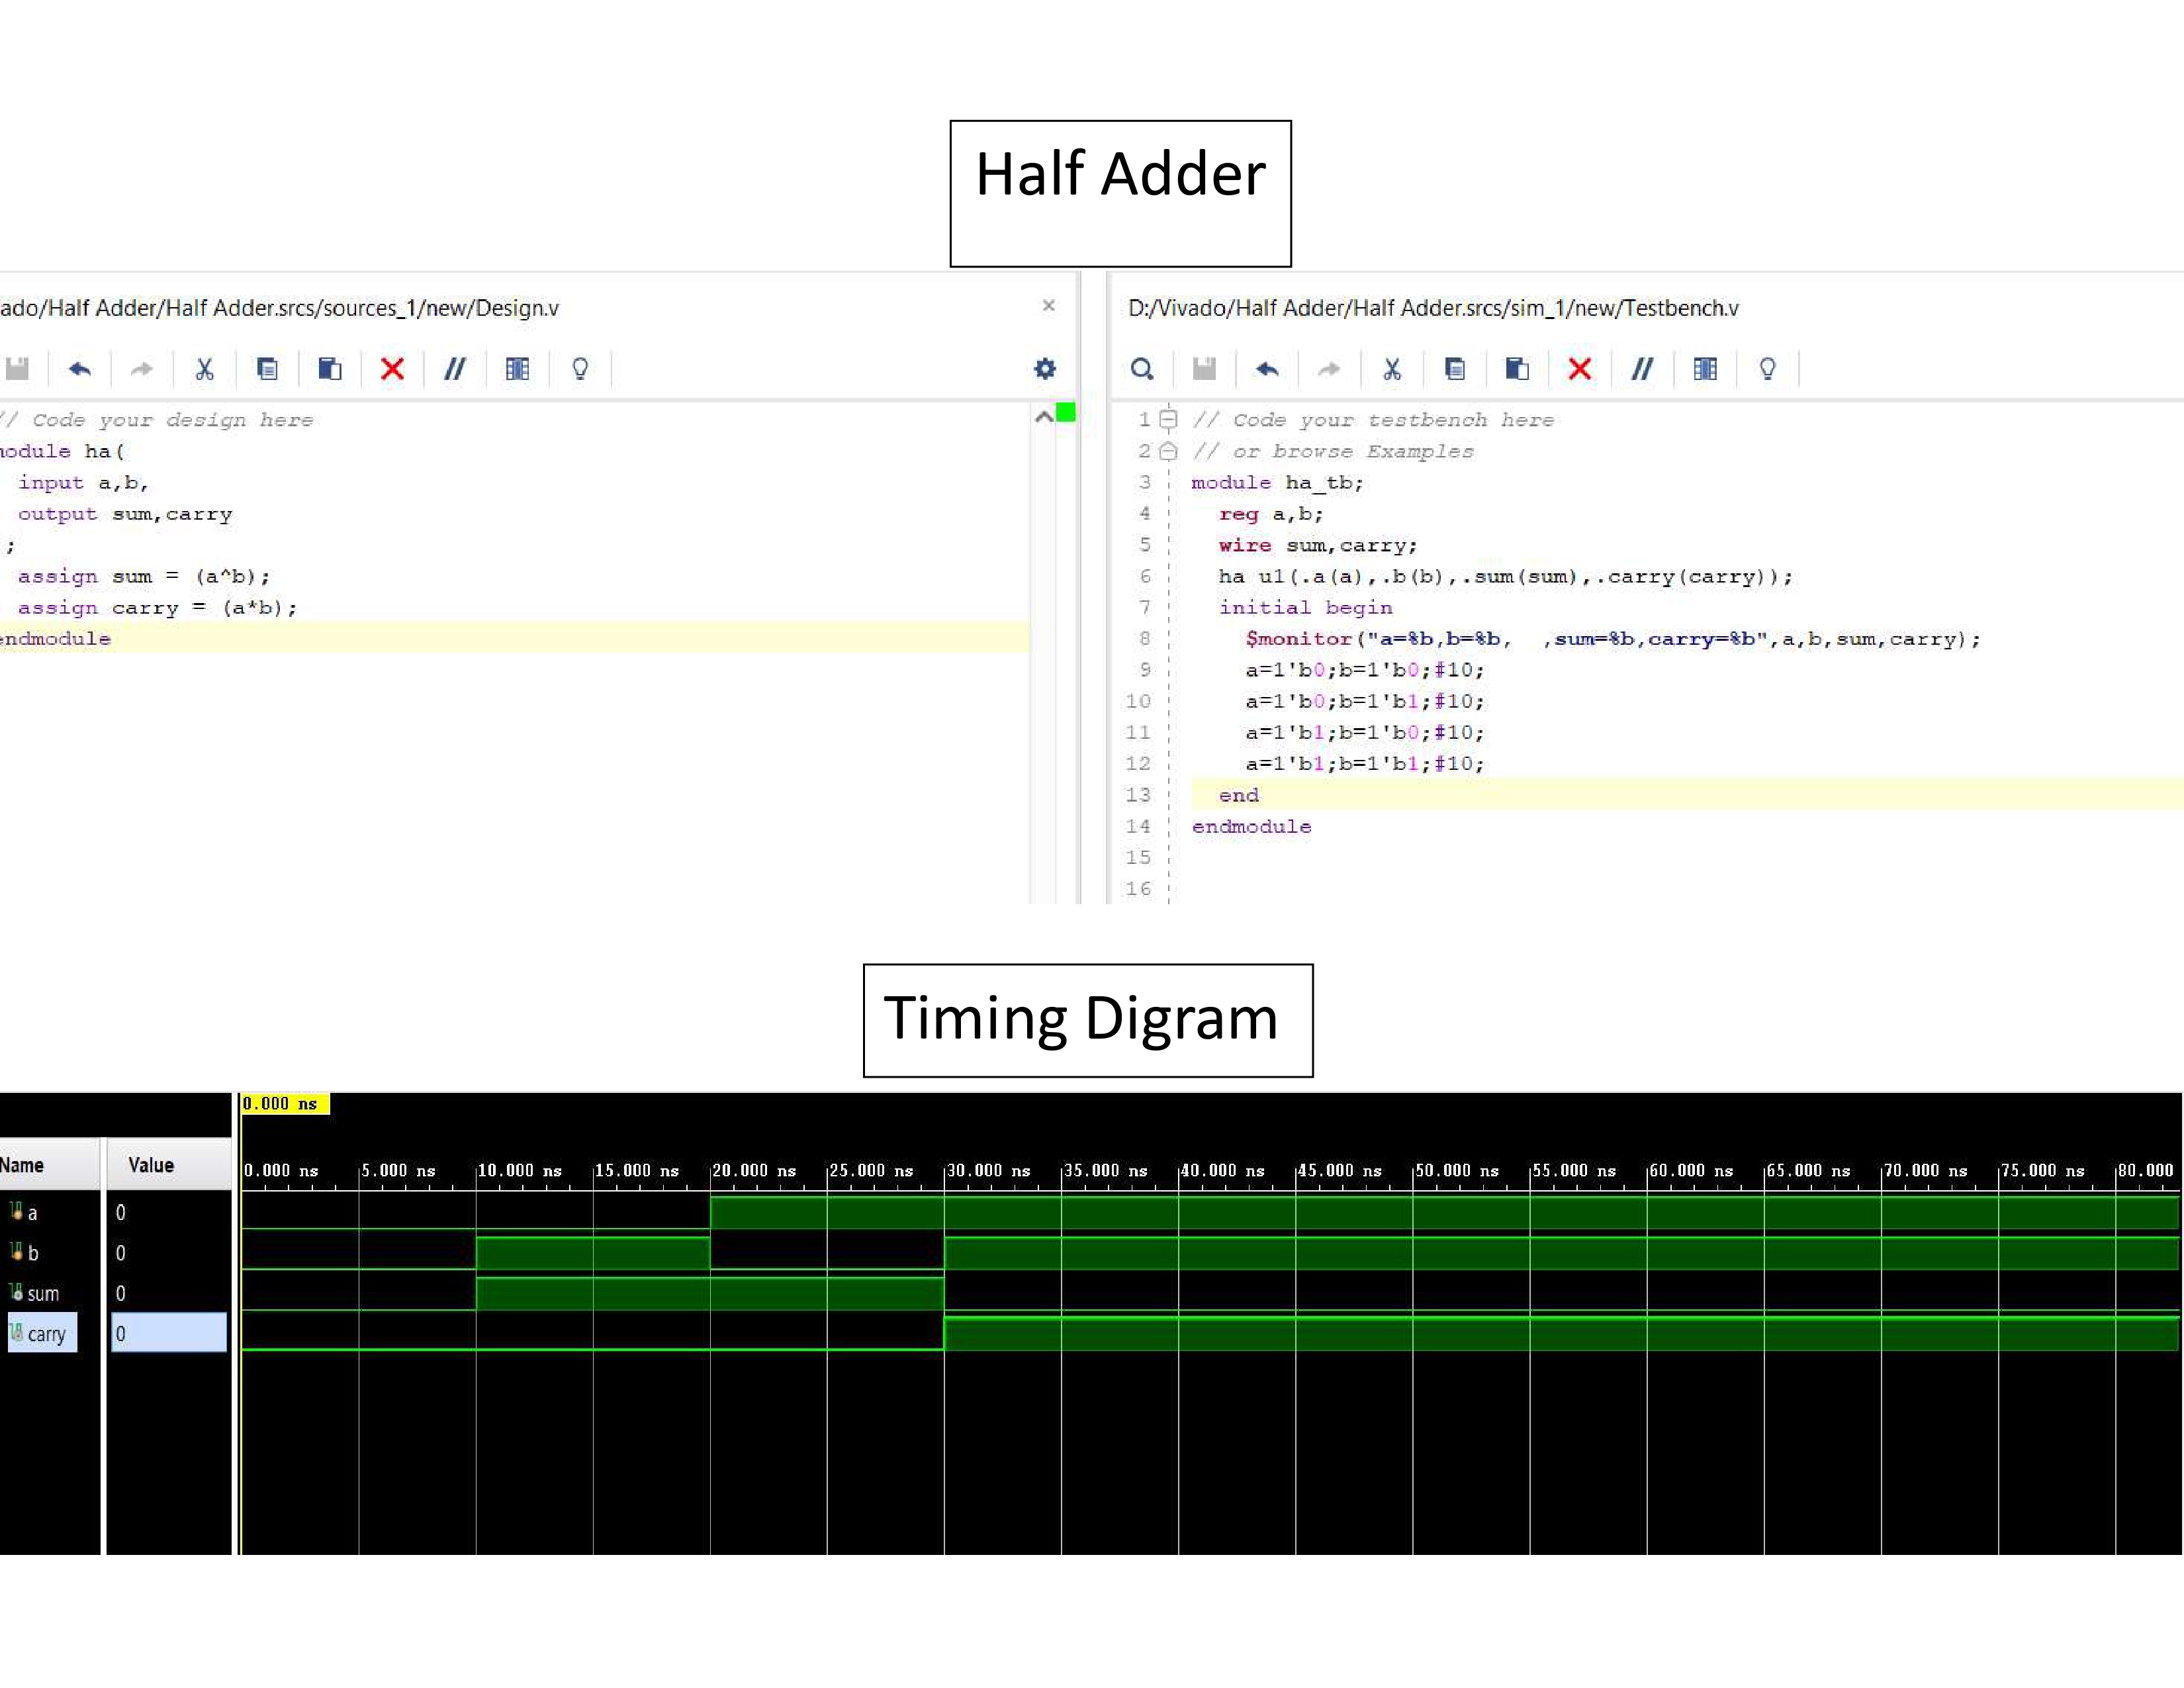 Half Adder
ado/Half Adder/Half Adder.srcs/sources_1/new/Design.v
// Code your design here
module ha(
input a,b,
output sum,carry
;
assign sum = (a^b);
assign carry = (a*b);
endmodule
D:/Vivado/Half Adder/Half Adder.srcs/sim_1/new/Testbench.v
1 // Code your testbench here
2 // or browse Examples
3 module ha_tb;
4 reg a,b;
5 wire sum,carry;
6 ha u1(.a(a),.b(b),.sum(sum),.carry(carry));
7 initial begin
8 $monitor("a=%b,b=%b,  ,sum=%b,carry=%b",a,b,sum,carry);
9 a=1'b0;b=1'b0;#10;
10 a=1'b0;b=1'b1;#10;
11 a=1'b1;b=1'b0;#10;
12 a=1'b1;b=1'b1;#10;
13 end
14 endmodule
15
16
Timing Digram
0.000 ns
Name Value 0.000 ns 5.000 ns 10.000 ns 15.000 ns 20.000 ns 25.000 ns 30.000 ns 35.000 ns 40.000 ns 45.000 ns 50.000 ns 55.000 ns 60.000 ns 65.000 ns 70.000 ns 75.000 ns 80.000
a 0
b 0
sum 0
carry 0